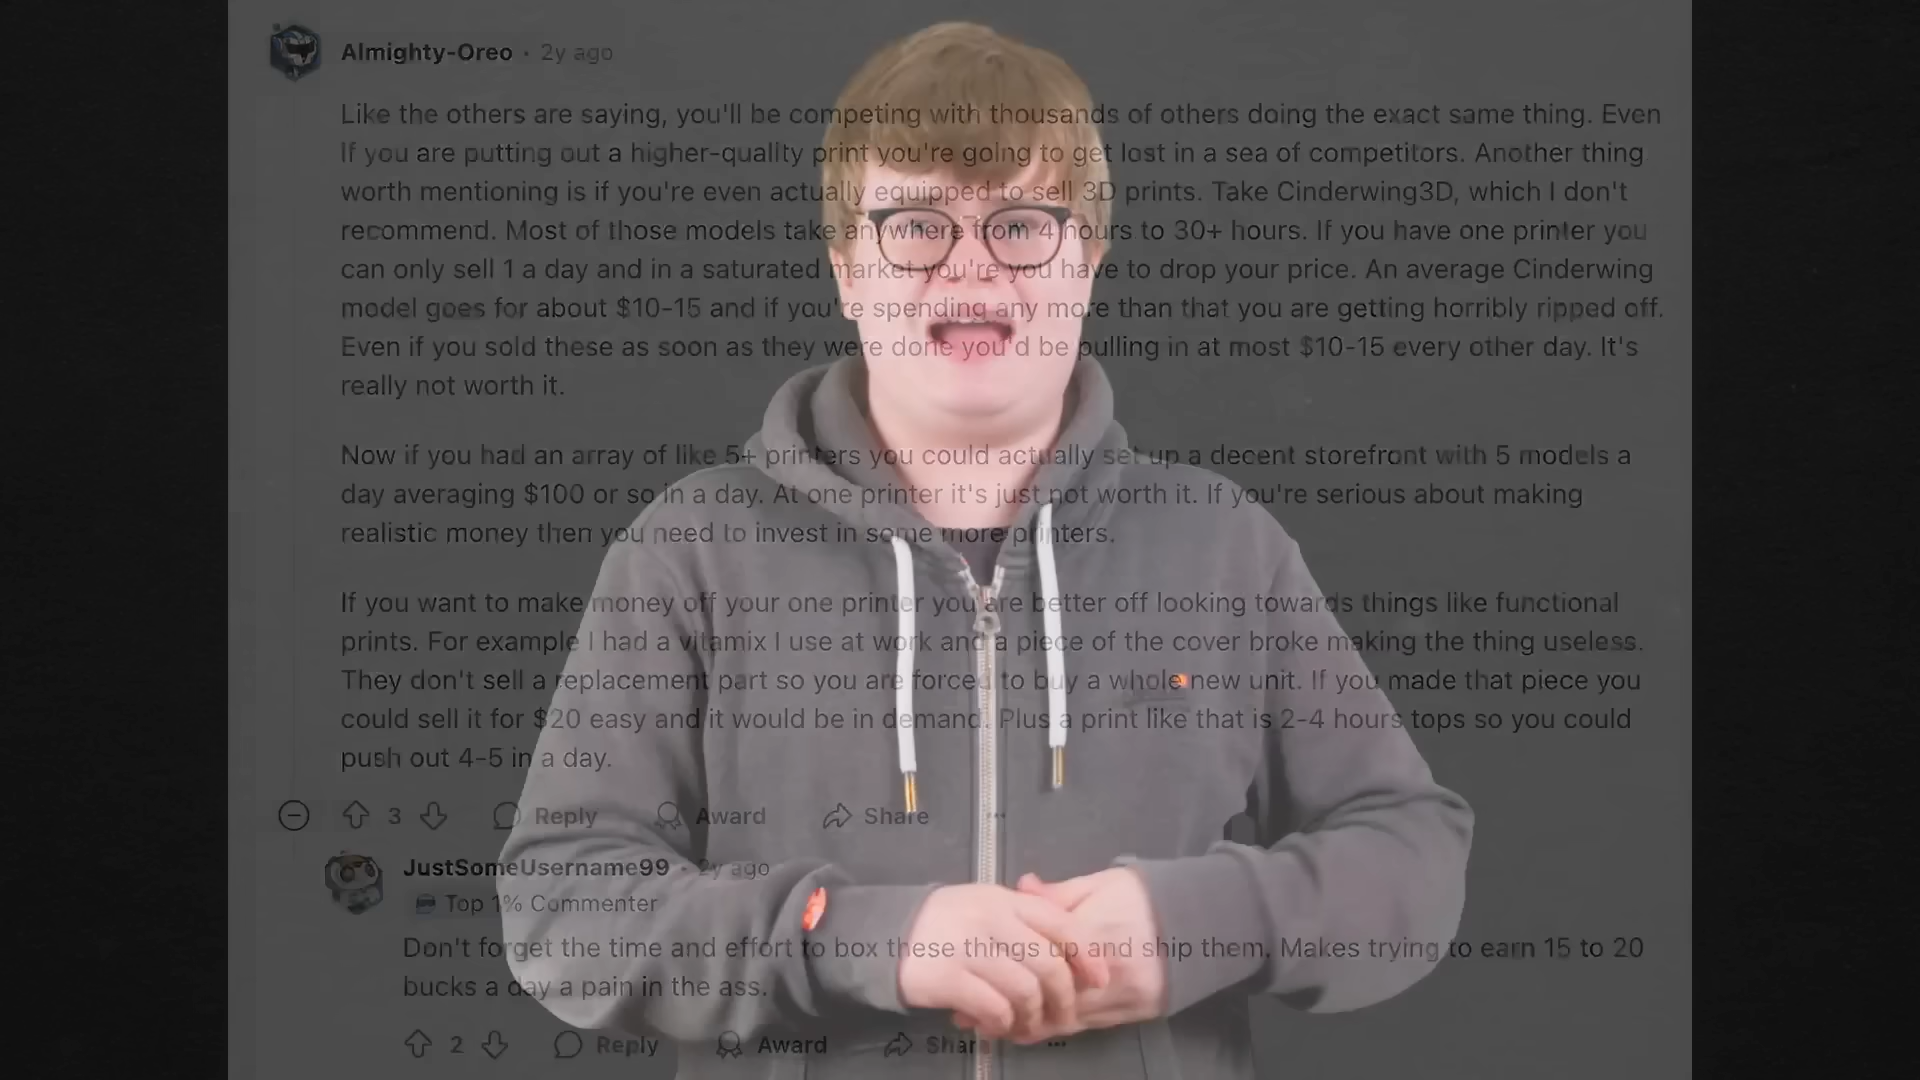 Almighty-Oreo · 2y ago
Like the others are saying, you'll be competing with thousands of others doing the exact same thing. Even
If you are putting out a higher-quality print you're going to get lost in a sea of competitors. Another thing
worth mentioning is if you're even actually equipped to sell 3D prints. Take Cinderwing3D, which I don't
recommend. Most of those models take anywhere from 4 hours to 30+ hours. If you have one printer you
can only sell 1 a day and in a saturated market you're you have to drop your price. An average Cinderwing
model goes for about $10-15 and if you're spending any more than that you are getting horribly ripped off.
Even if you sold these as soon as they were done you'd be pulling in at most $10-15 every other day. It's
really not worth it.
Now if you had an array of like 5+ printers you could actually set up a decent storefront with 5 models a
day averaging $100 or so in a day. At one printer it's just not worth it. If you're serious about making
realistic money then you need to invest in some more printers.
If you want to make money off your one printer you are better off looking towards things like functional
prints. For example I had a vitamix I use at work and a piece of the cover broke making the thing useless.
They don't sell a replacement part so you are forced to buy a whole new unit. If you made that piece you
could sell it for $20 easy and it would be in demand. Plus a print like that is 2-4 hours tops so you could
push out 4-5 in a day.
3 Reply Award Share
JustSomeUsername99 · 2y ago
Top 1% Commenter
Don't forget the time and effort to box these things up and ship them. Makes trying to earn 15 to 20
bucks a day a pain in the ass.
2 Reply Award Share